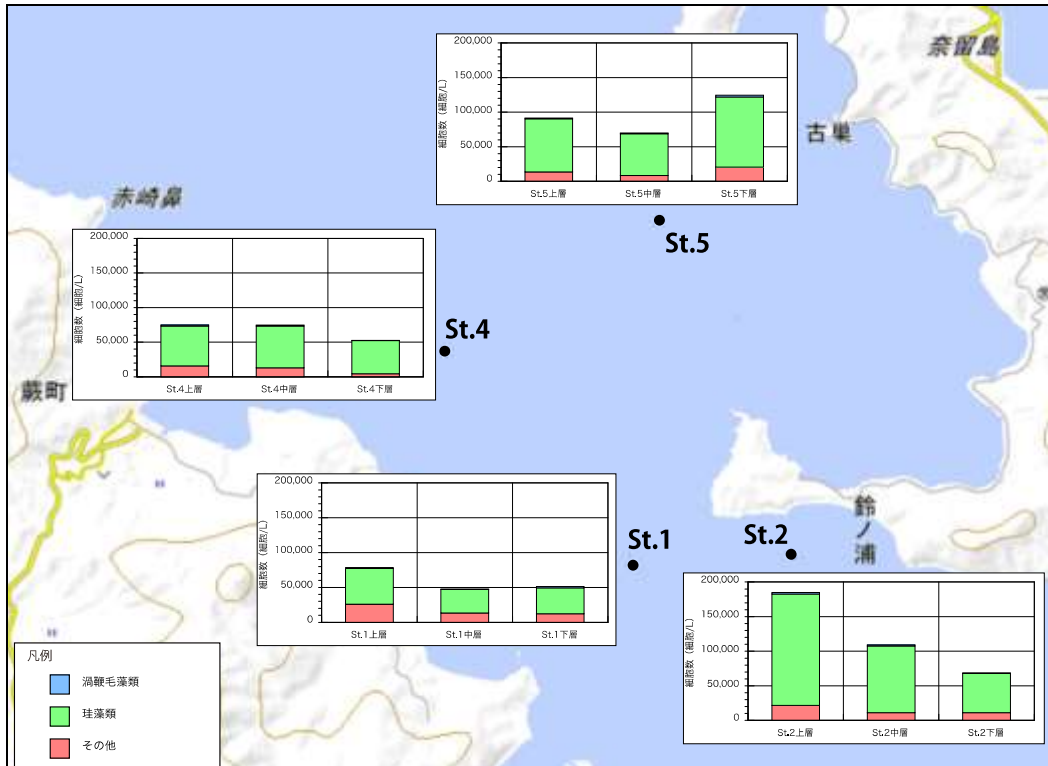 奈留島
古巣
赤崎鼻
蕨町
鈴ノ浦
細胞数 (細胞/L)
200,000
150,000
100,000
50,000
0
St.5上層
St.5中層
St.5下層
St.5
細胞数 (細胞/L)
200,000
150,000
100,000
50,000
0
St.4上層
St.4中層
St.4下層
St.4
細胞数 (細胞/L)
200,000
150,000
100,000
50,000
0
St.1上層
St.1中層
St.1下層
St.1
St.2
細胞数 (細胞/L)
200,000
150,000
100,000
50,000
0
St.2上層
St.2中層
St.2下層
凡例
渦鞭毛藻類
珪藻類
その他